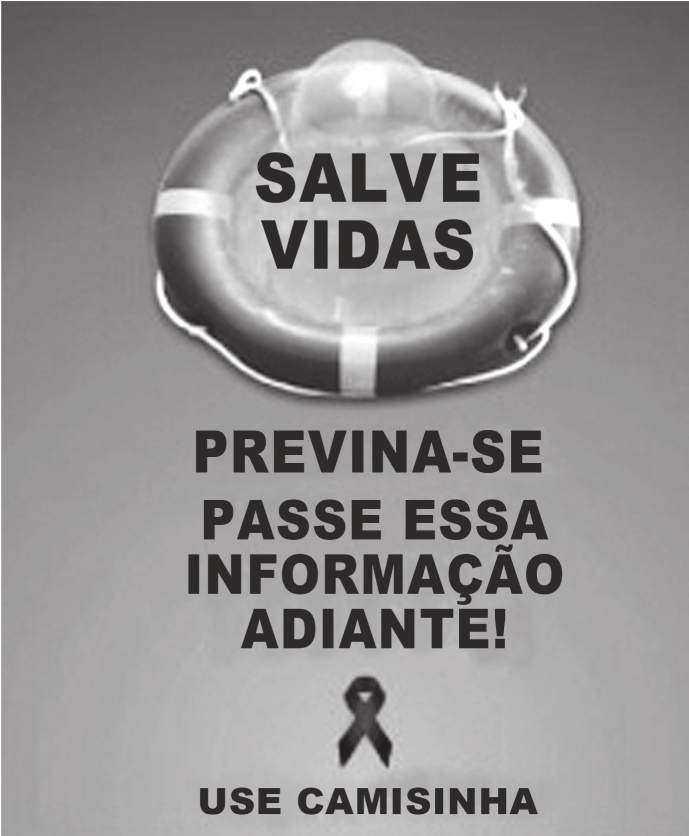 SALVE
VIDAS
PREVINA-SE
PASSE ESSA
INFORMAÇÃO
ADIANTE!
USE CAMISINHA